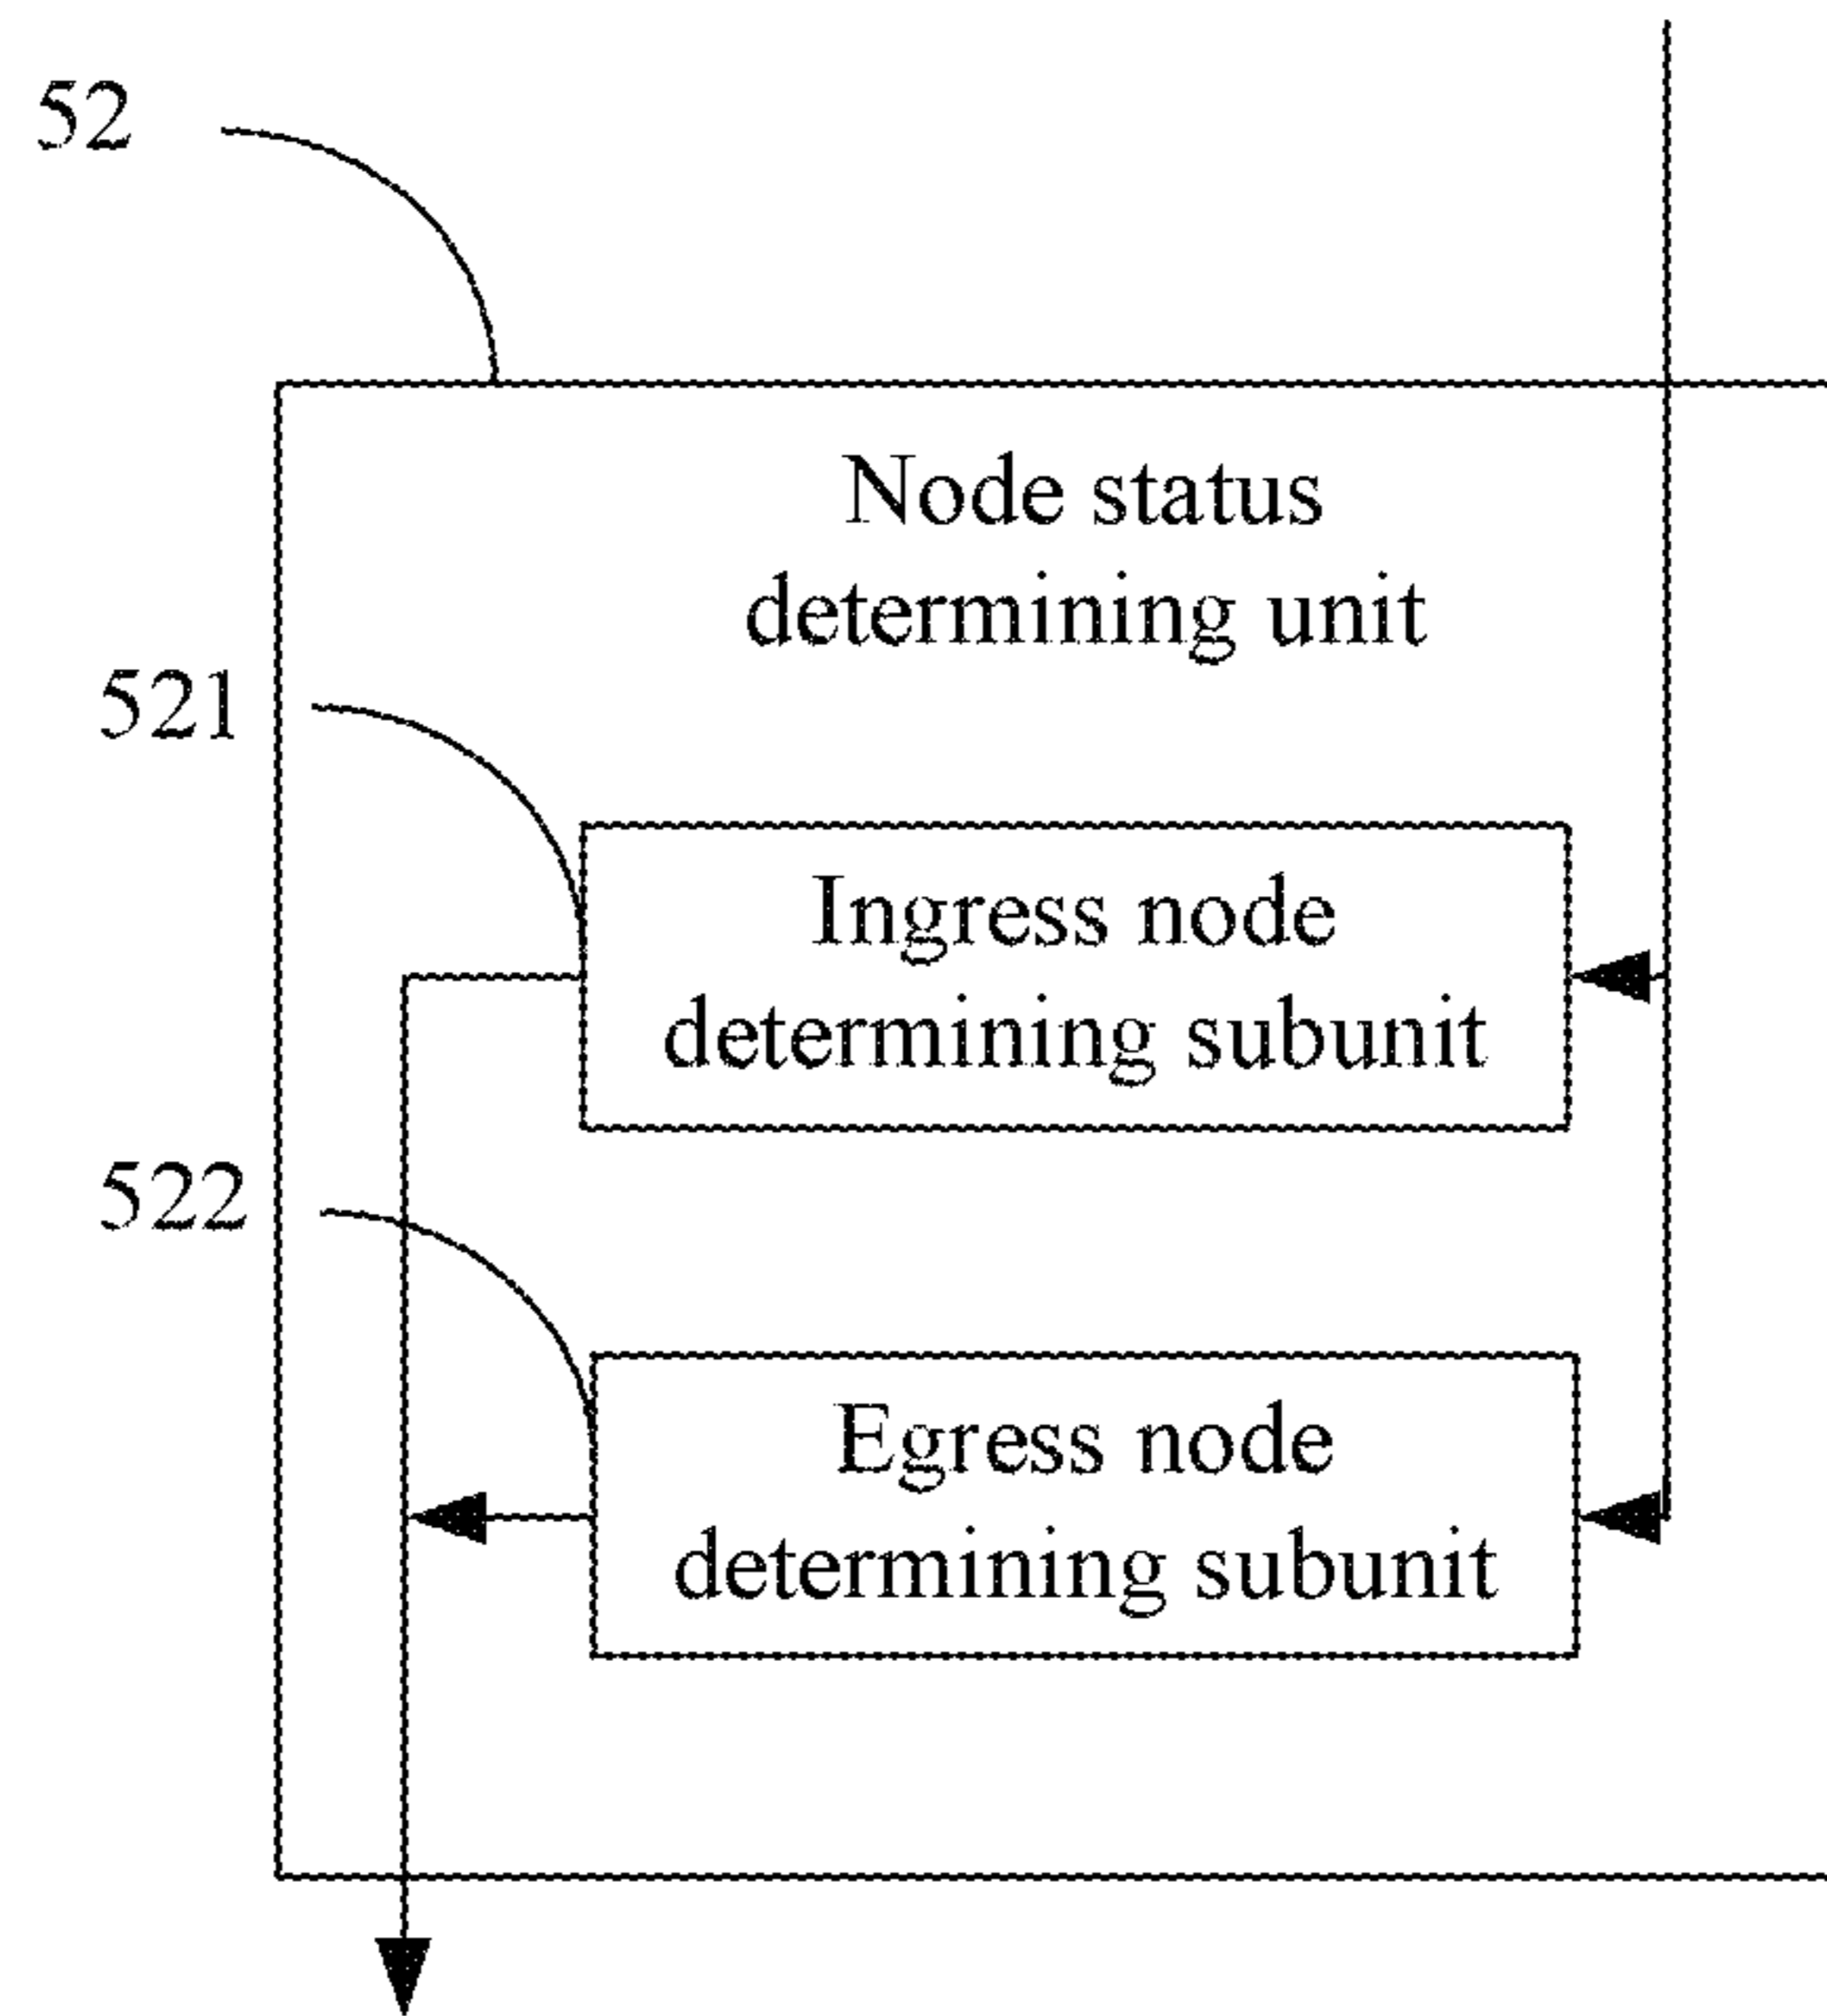 52
Node status
determining unit
521
Ingress node
determining subunit
522
Egress node
determining subunit